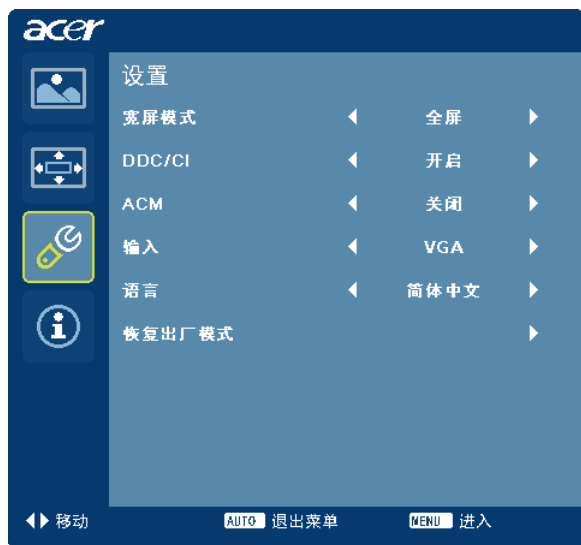 acer
设置
宽屏模式 全屏
DDC/CI 开启
ACM 关闭
输入 VGA
语言 简体中文
恢复出厂模式
移动 AUTO 退出菜单 MENU 进入